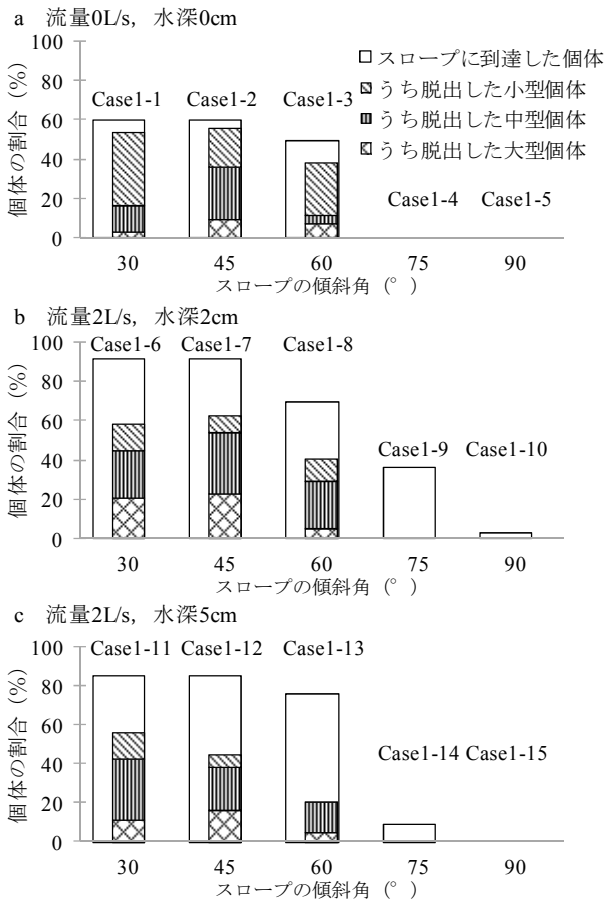 a 流量0L/s, 水深0cm
100
80
60
40
20
0
個体の割合 (%)
スロープに到達した個体
うち脱出した小型個体
うち脱出した中型個体
うち脱出した大型個体
Case1-1 Case1-2 Case1-3
Case1-4 Case1-5
30 45 60 75 90
スロープの傾斜角 (°)
b 流量2L/s, 水深2cm
100
80
60
40
20
0
個体の割合 (%)
Case1-6 Case1-7 Case1-8
Case1-9 Case1-10
30 45 60 75 90
スロープの傾斜角 (°)
c 流量2L/s, 水深5cm
100
80
60
40
20
0
個体の割合 (%)
Case1-11 Case1-12 Case1-13
Case1-14 Case1-15
30 45 60 75 90
スロープの傾斜角 (°)